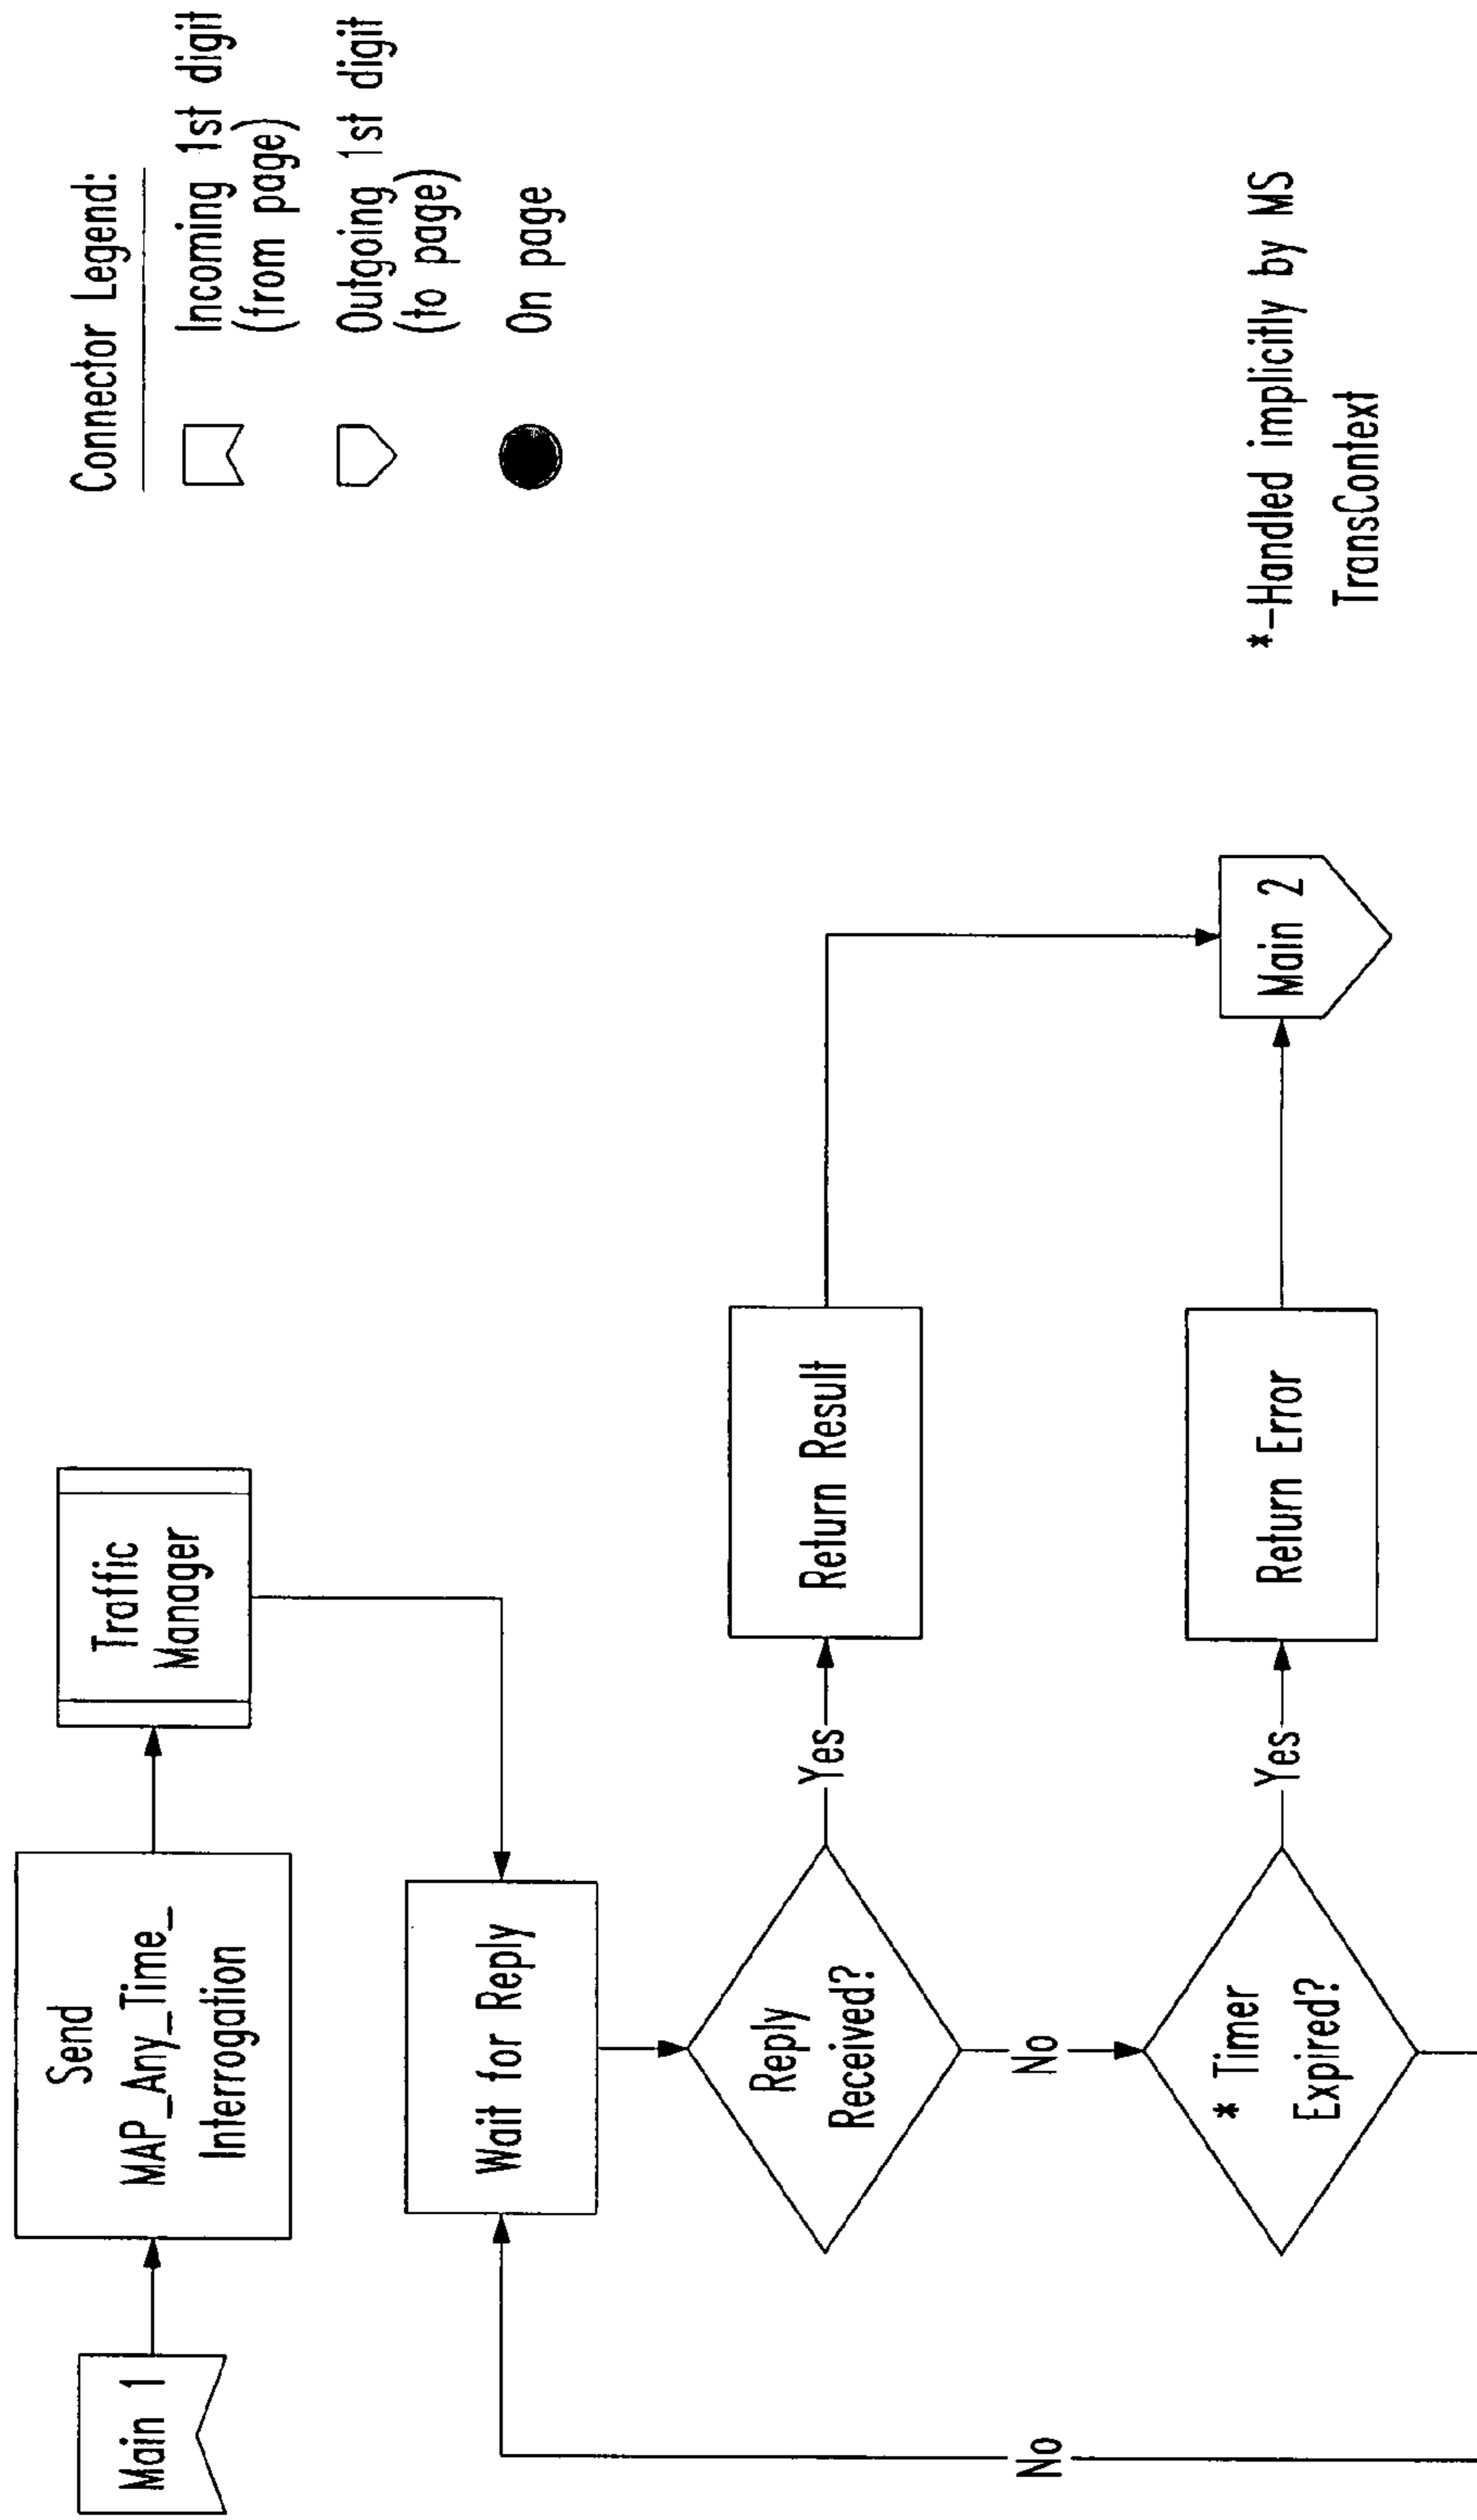 Main 1
Send
MAP_Any_Time_
Interrogation
Traffic
Manager
Connector Legend:
Incoming 1st digit
(from page)
Outgoing 1st digit
(to page)
On page
Wait for Reply
Reply
Received?
Yes
Return Result
No
* Timer
Expired?
Yes
Return Error
Main 2
No
*-Handled implicitly by MS
TransContext